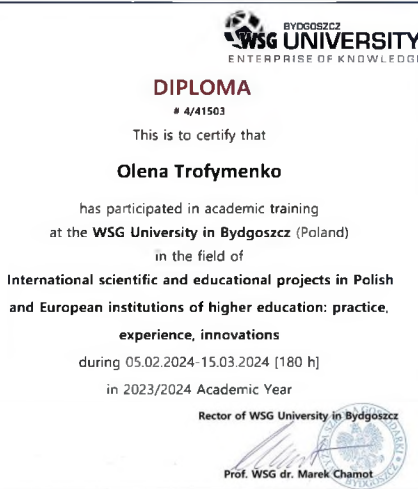 BYDGOSZCZ
WSG UNIVERSITY
ENTERPRISE OF KNOWLEDGE
DIPLOMA
# 4/41503
This is to certify that
Olena Trofymenko
has participated in academic training
at the WSG University in Bydgoszcz (Poland)
in the field of
International scientific and educational projects in Polish
and European institutions of higher education: practice,
experience, innovations
during 05.02.2024-15.03.2024 [180 h]
in 2023/2024 Academic Year
Rector of WSG University in Bydgoszcz
Prof. WSG dr. Marek Chamot